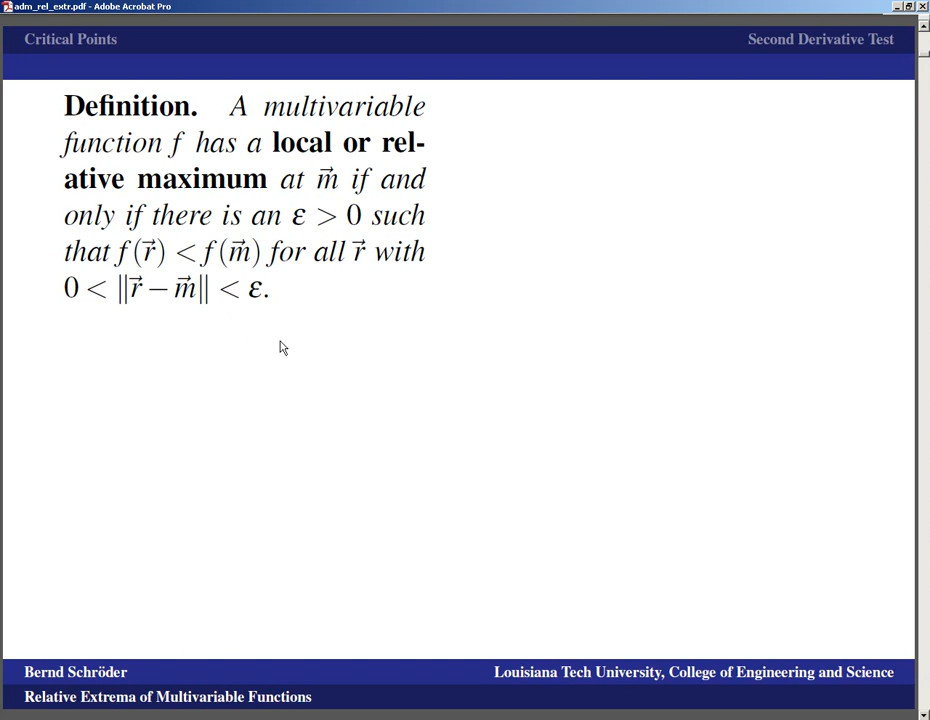 adm_rel_extr.pdf - Adobe Acrobat Pro
Critical Points Second Derivative Test
Definition. A multivariable
function f has a local or rel-
ative maximum at m⃗ if and
only if there is an ε > 0 such
that f(r⃗) < f(m⃗) for all r⃗ with
0 < ‖r⃗ − m⃗‖ < ε.
Bernd Schröder Louisiana Tech University, College of Engineering and Science
Relative Extrema of Multivariable Functions